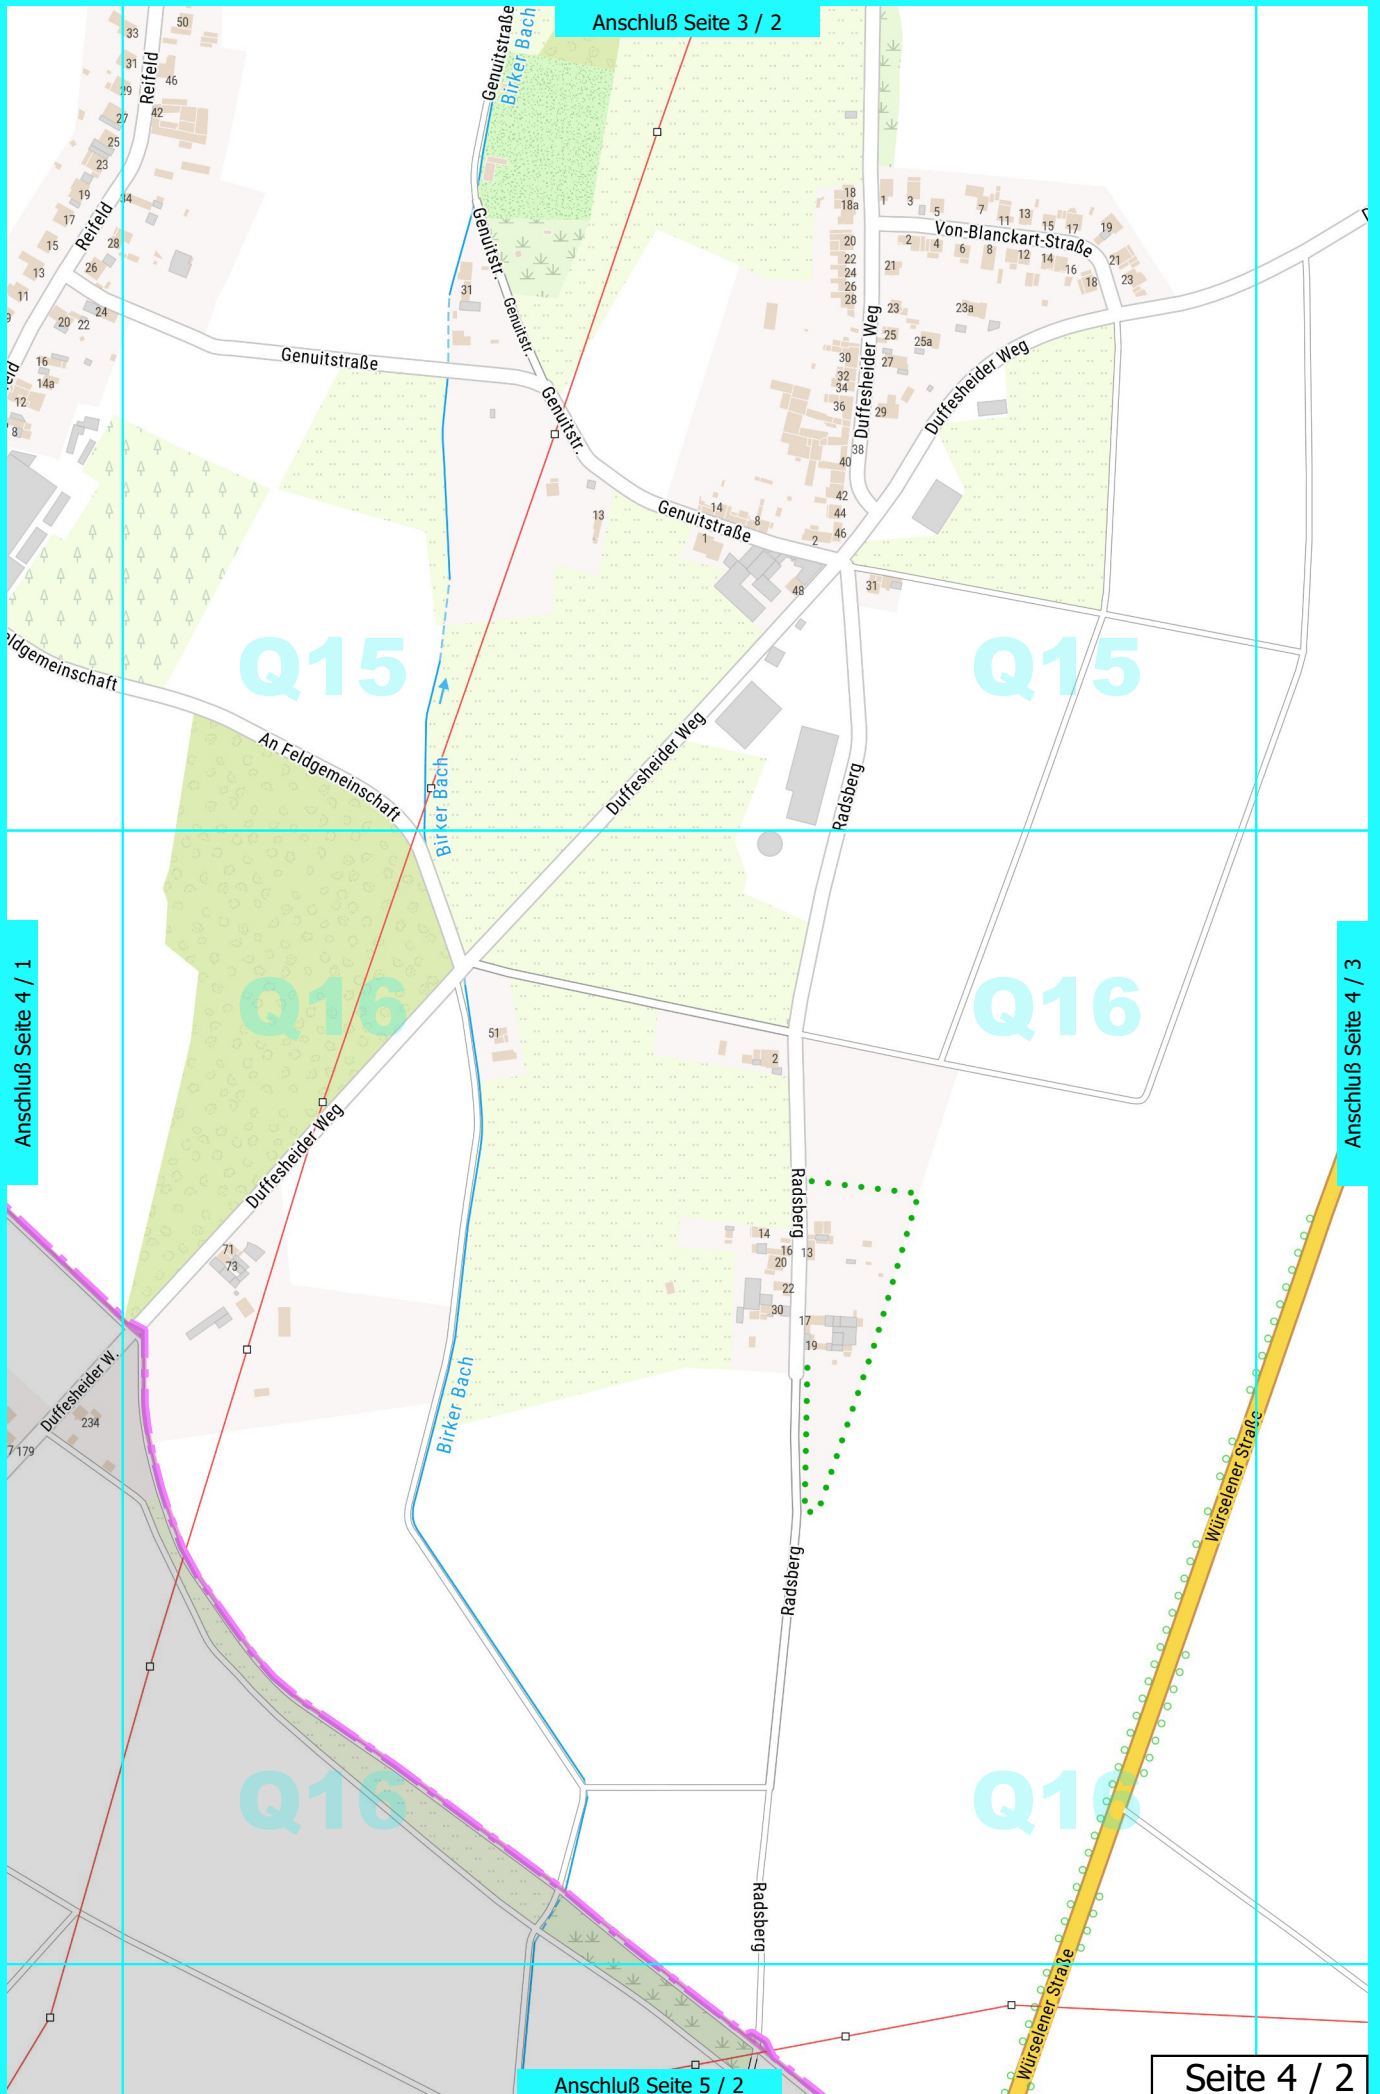 Anschluß Seite 3 / 2
33
50
31
46
29
Reifeld
42
27
25
23
19
34
17
Reifeld
15
28
13
26
11
24
9
20
22
16
14a
12
8
feld
Genuitstraße
Birker Bach
Genuitstr.
31
Genuitstr.
Genuitstraße
Genuitstr.
13
Genuitstraße
14
8
1
2
48
18
18a
1
3
5
7
11
13
15
17
19
Von-Blanckart-Straße
20
2
4
6
8
12
14
16
18
21
23
22
24
26
28
21
23
23a
25
25a
27
Duffesheider Weg
30
32
34
36
29
38
40
42
44
46
Duffesheider Weg
31
Q15
Q15
eldgemeinschaft
An Feldgemeinschaft
Birker Bach
Duffesheider Weg
Radsberg
Anschluß Seite 4 / 1
Anschluß Seite 4 / 3
Q16
Q16
51
2
Duffesheider Weg
71
73
Radsberg
14
16
13
20
22
30
17
19
Duffesheider W.
234
7
179
Birker Bach
Würselener Straße
Radsberg
Q16
Q16
Radsberg
Würselener Straße
Anschluß Seite 5 / 2
Seite 4 / 2